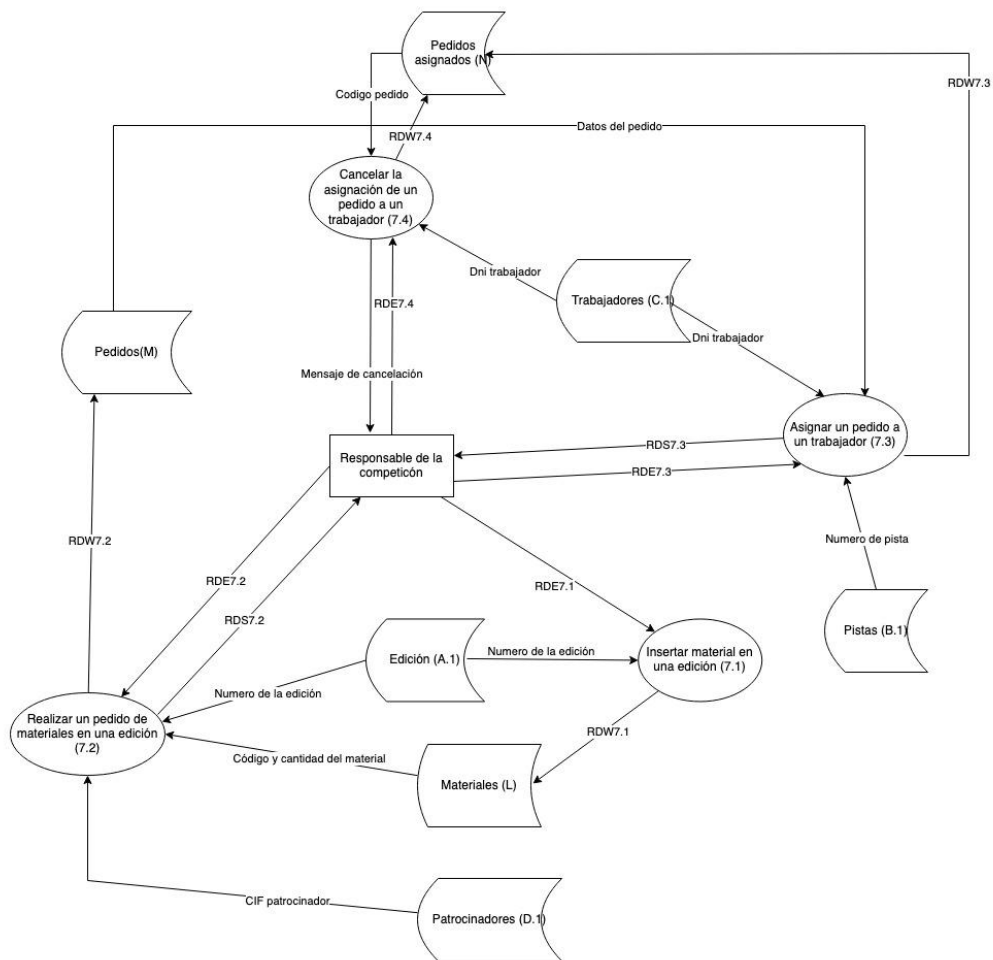 Pedidos
asignados (N)
RDW7.3
Codigo pedido
Datos del pedido
RDW7.4
Cancelar la
asignación de un
pedido a un
trabajador (7.4)
Dni trabajador
Trabajadores (C.1)
RDE7.4
Dni trabajador
Pedidos(M)
Mensaje de cancelación
Asignar un pedido a
un trabajador (7.3)
RDS7.3
Responsable de la
competicón
RDE7.3
RDW7.2
Numero de pista
RDE7.2
RDE7.1
RDS7.2
Pistas (B.1)
Edición (A.1)
Numero de la edición
Insertar material en
una edición (7.1)
Numero de la edición
Realizar un pedido de
materiales en una edición
(7.2)
RDW7.1
Código y cantidad del material
Materiales (L)
CIF patrocinador
Patrocinadores (D.1)